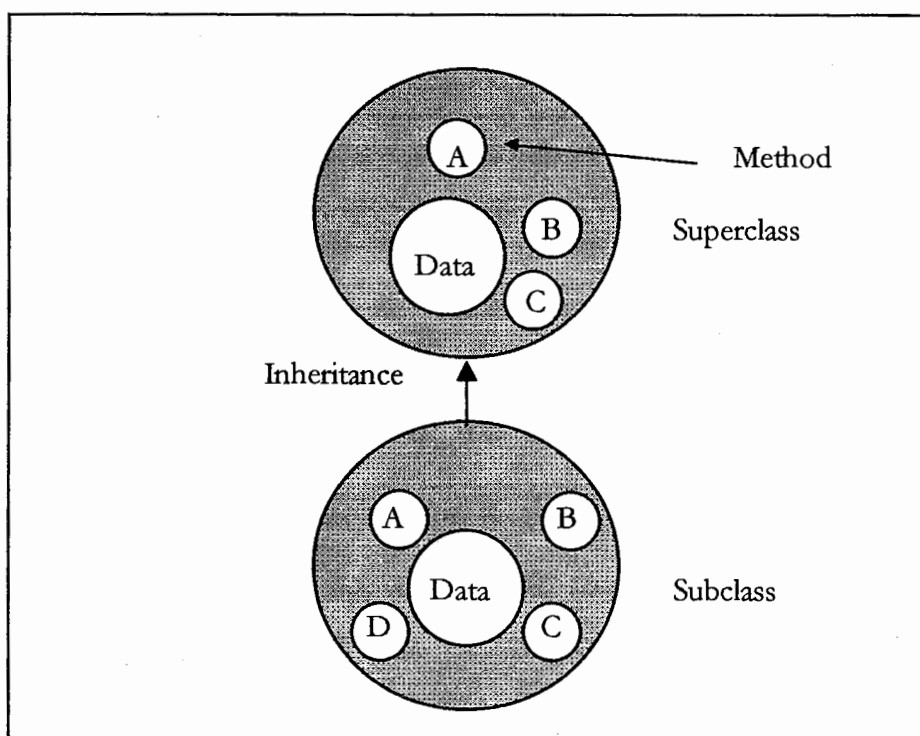 A
Method
B
Superclass
Data
C
Inheritance
A
B
Data
Subclass
D
C